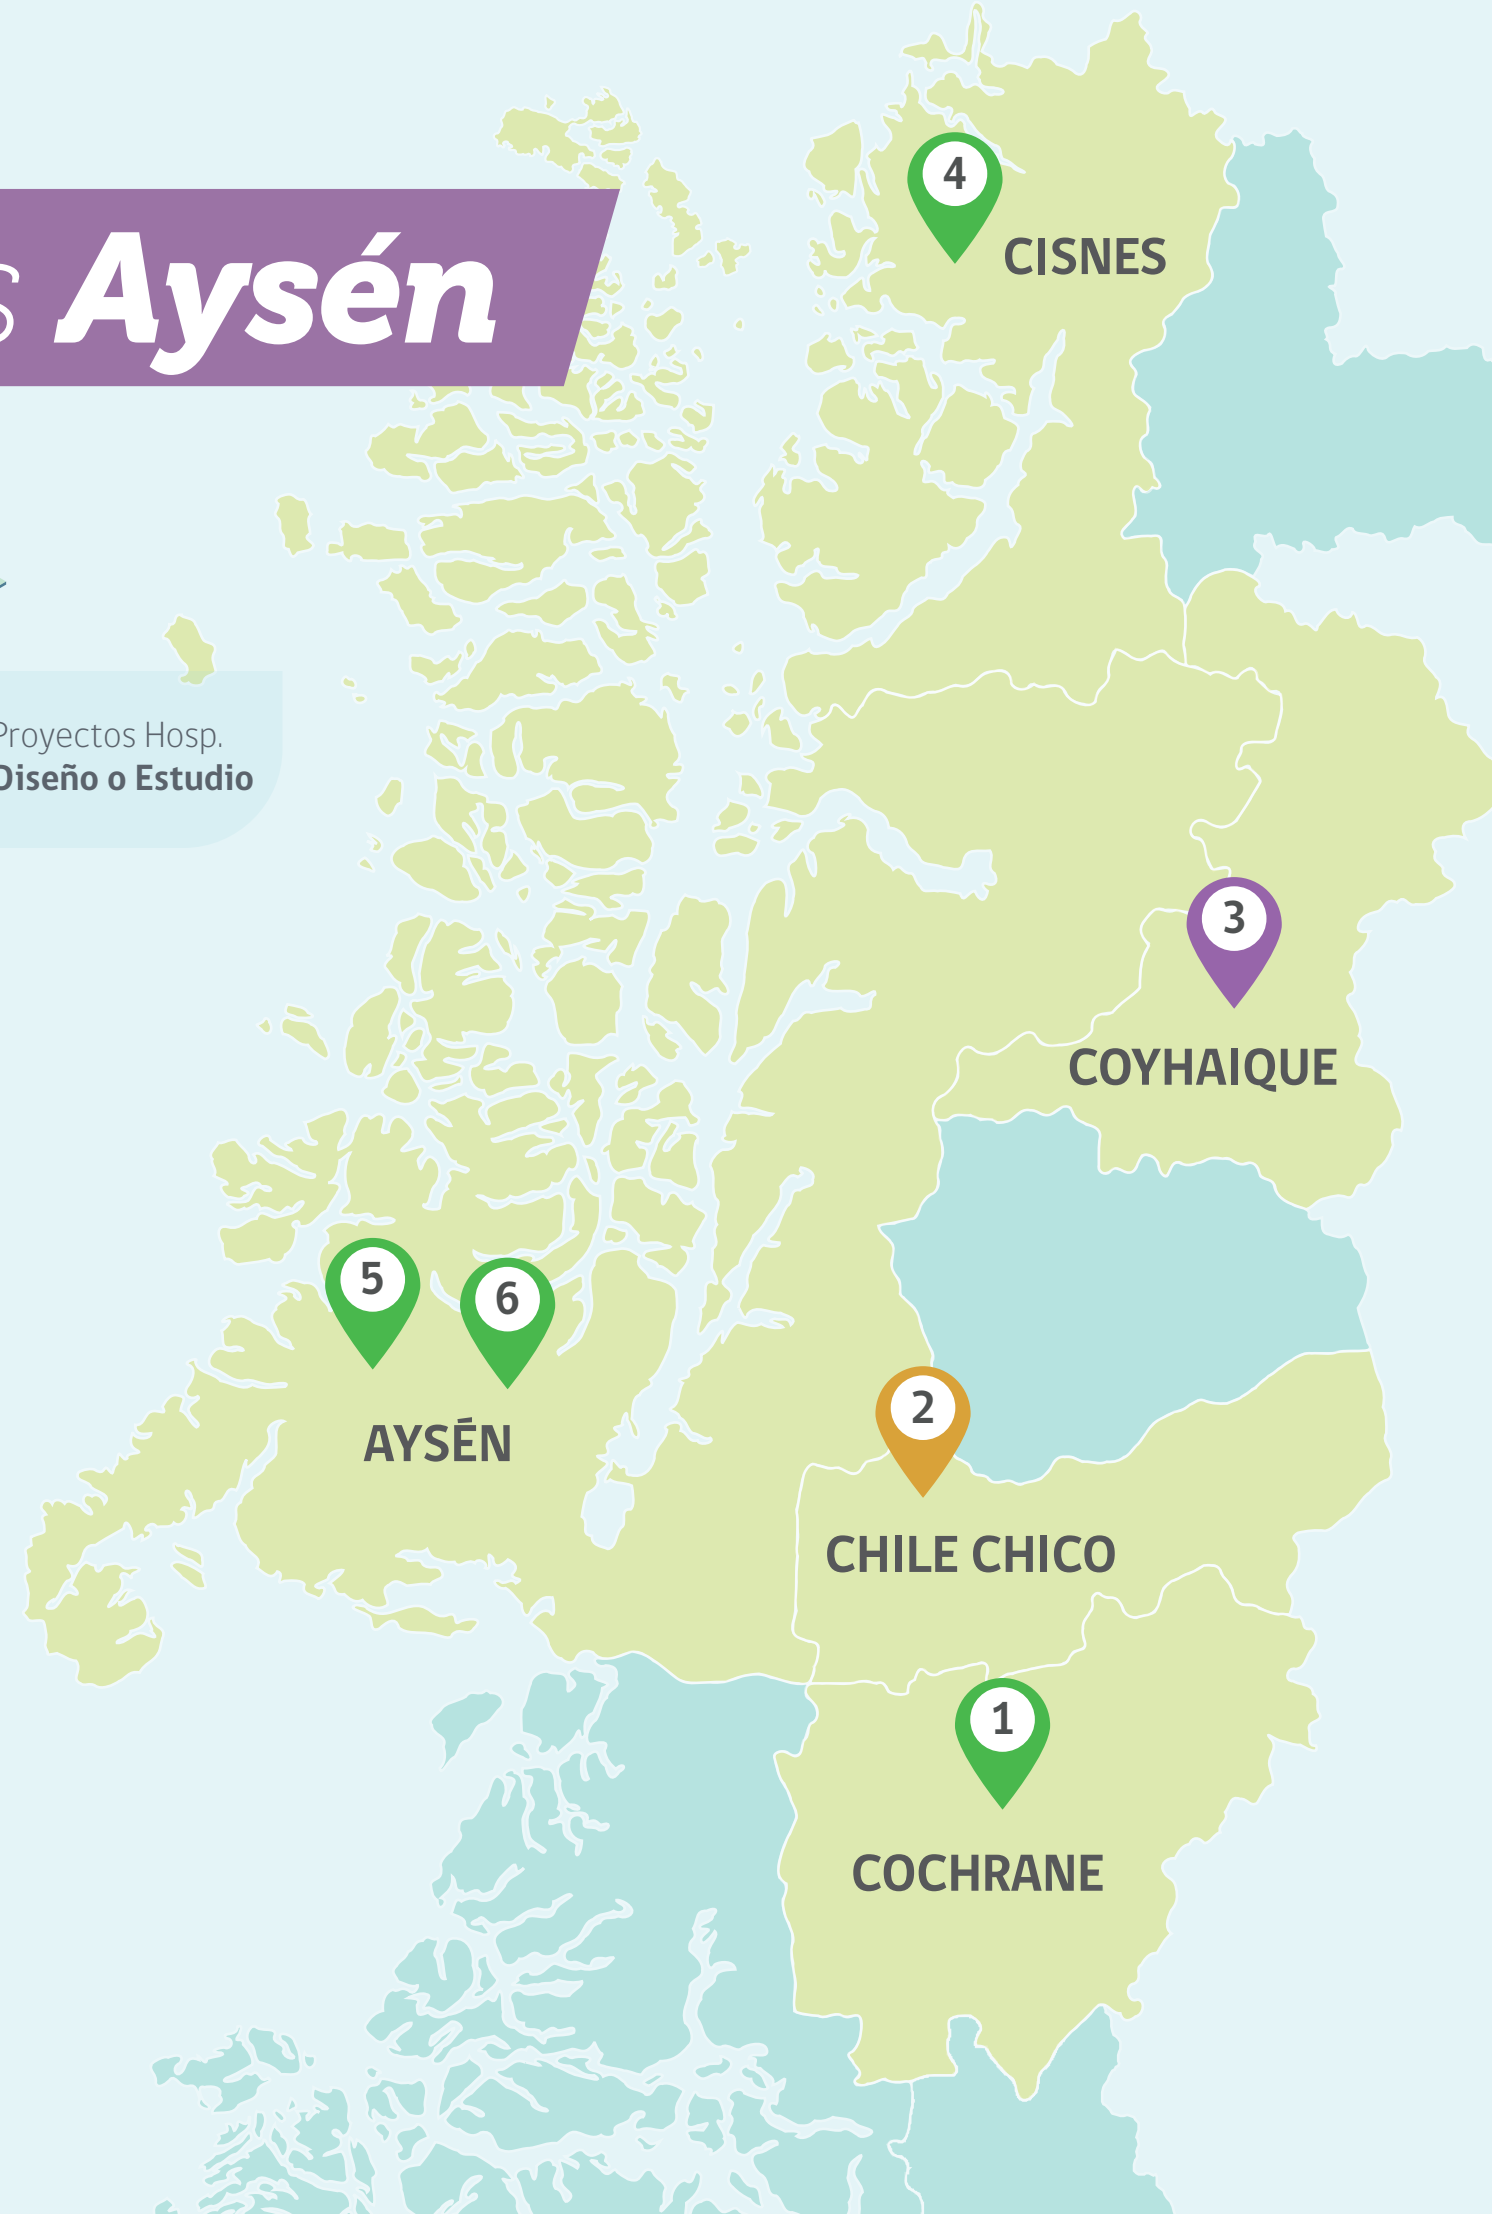 s Aysén
Proyectos Hosp.
Diseño o Estudio
4
CISNES
3
COYHAIQUE
5
6
AYSÉN
2
CHILE CHICO
1
COCHRANE